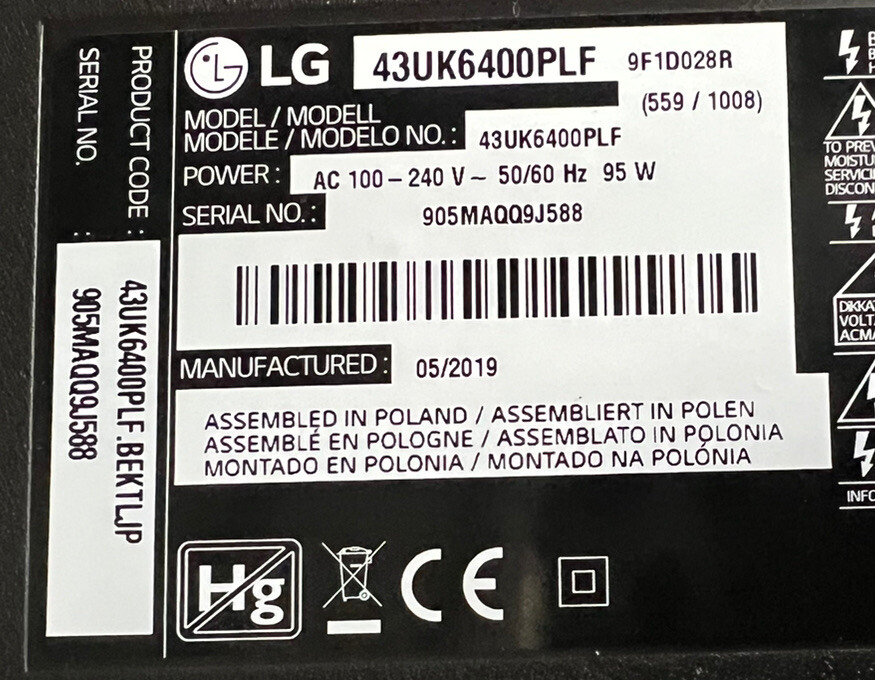 SERIAL NO. :
905MAQQ9J588
PRODUCT CODE :
43UK6400PLF.BEKTLJP
LG 43UK6400PLF 9F1D028R
(559 / 1008)
MODEL / MODELL
MODELE / MODELO NO. : 43UK6400PLF
POWER : AC 100 – 240 V ~ 50/60 Hz 95 W
SERIAL NO. : 905MAQQ9J588
MANUFACTURED : 05/2019
ASSEMBLED IN POLAND / ASSEMBLIERT IN POLEN
ASSEMBLÉ EN POLOGNE / ASSEMBLATO IN POLONIA
MONTADO EN POLONIA / MONTADO NA POLÓNIA
Hg
CE
TO PREV
MOISTU
SERVICI
DISCON
DİKKA
VOLT
ACMA
INFO